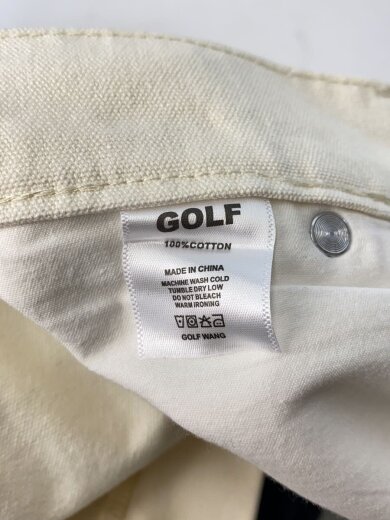 GOLF
100%COTTON
MADE IN CHINA
MACHINE WASH COLD
TUMBLE DRY LOW
DO NOT BLEACH
WARM IRONING
GOLF WANG